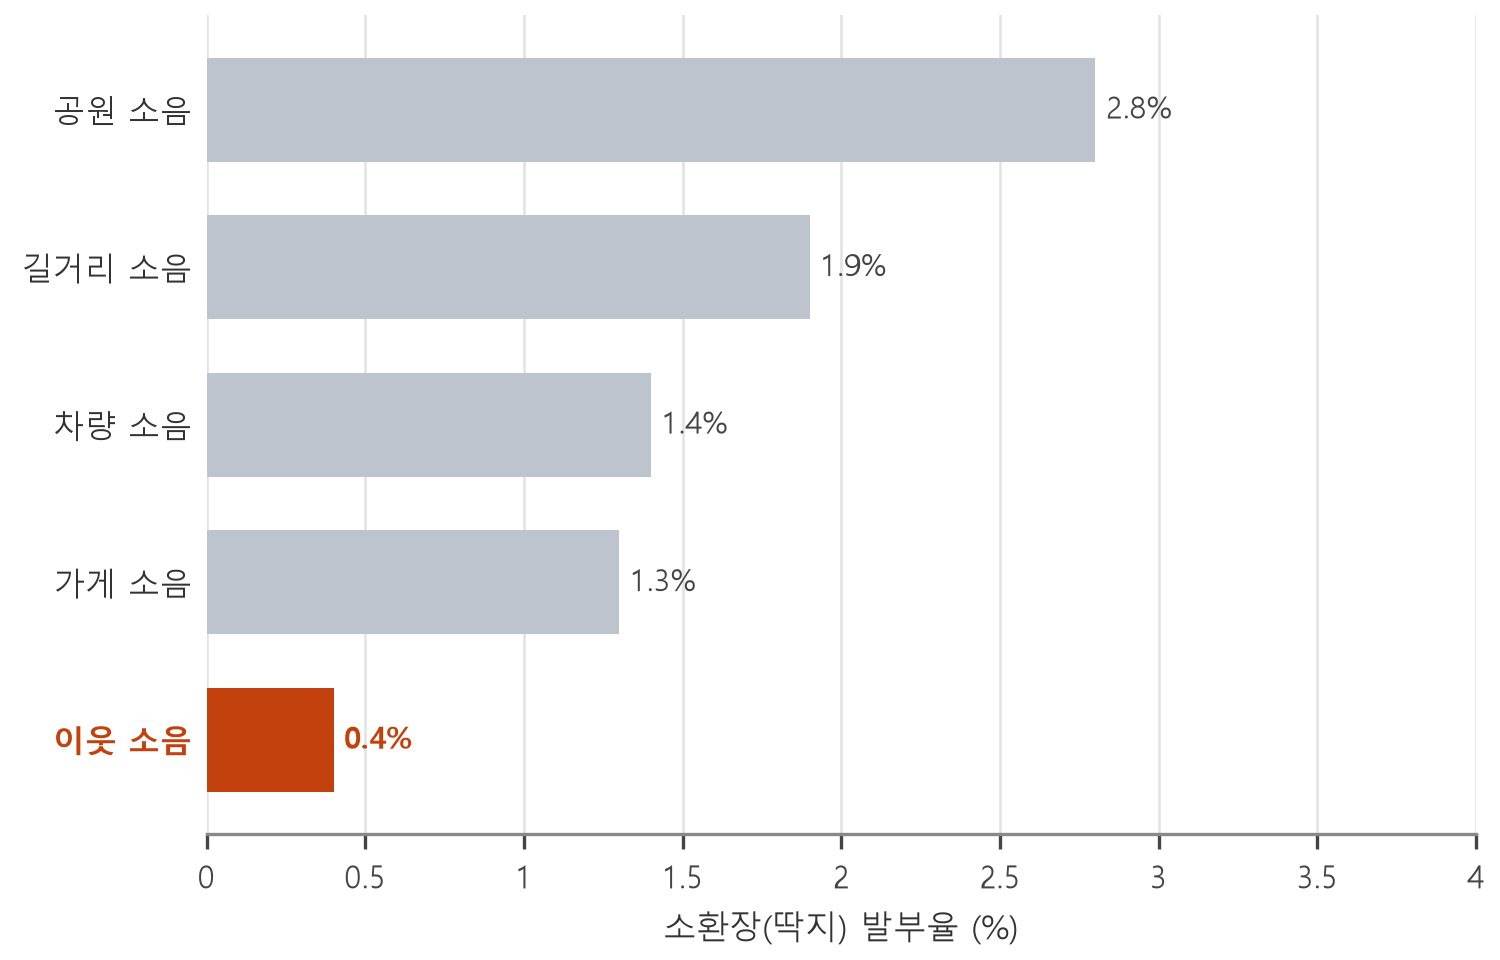 공원 소음 2.8%
길거리 소음 1.9%
차량 소음 1.4%
가게 소음 1.3%
이웃 소음 0.4%
0 0.5 1 1.5 2 2.5 3 3.5 4
소환장(딱지) 발부율 (%)